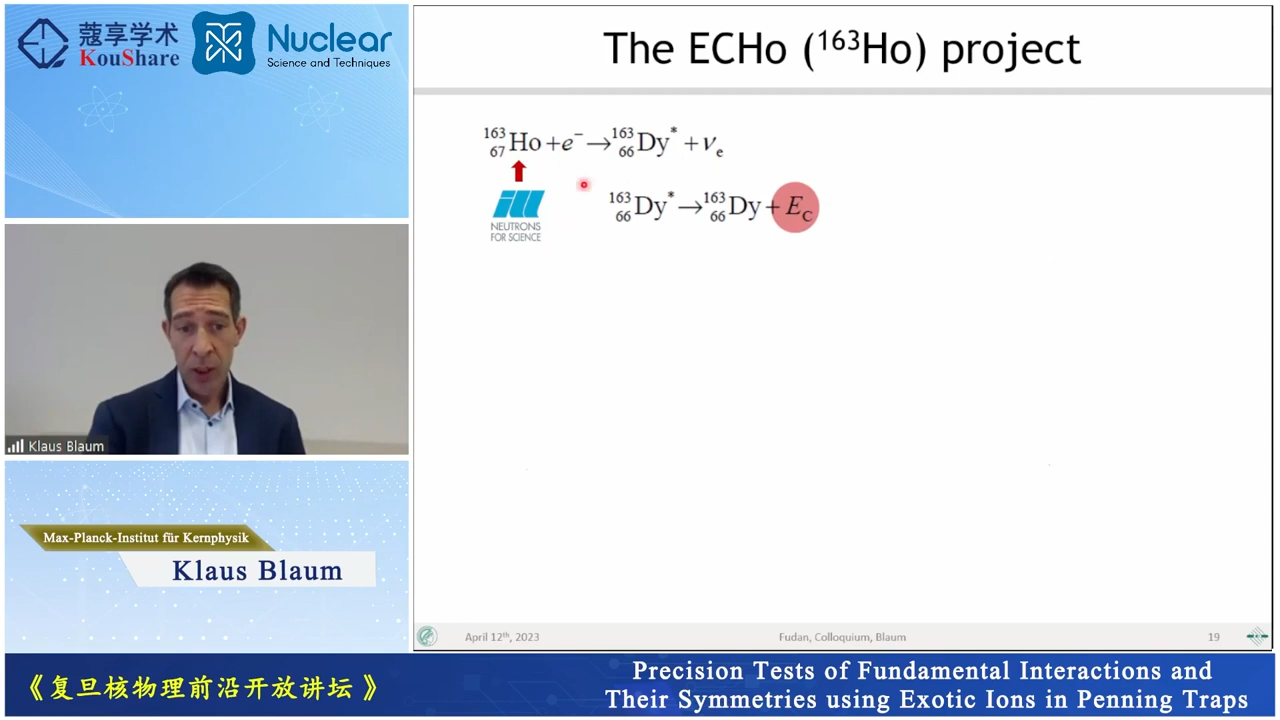 蔻享学术
KouShare
Nuclear
Science and Techniques
The ECHo (¹⁶³Ho) project
¹⁶³₆₇Ho + e⁻ → ¹⁶³₆₆Dy* + νₑ
¹⁶³₆₆Dy* → ¹⁶³₆₆Dy + E_C
ill
NEUTRONS
FOR SCIENCE
Klaus Blaum
Max-Planck-Institut für Kernphysik
Klaus Blaum
April 12ᵗʰ, 2023
Fudan, Colloquium, Blaum
19
《复旦核物理前沿开放讲坛》
Precision Tests of Fundamental Interactions and
Their Symmetries using Exotic Ions in Penning Traps